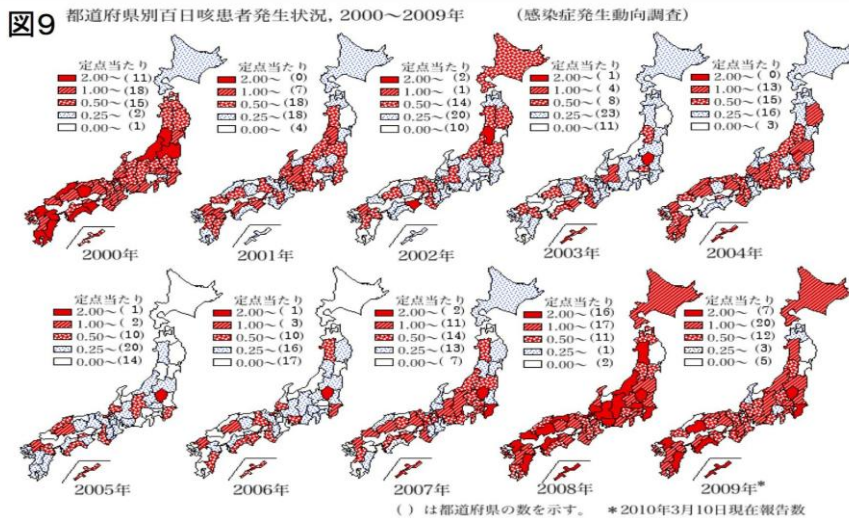 図9 都道府県別百日咳患者発生状況, 2000～2009年 (感染症発生動向調査)
定点当たり
2.00～(11)
1.00～(18)
0.50～(15)
0.25～( 2)
0.00～( 1)
2000年
定点当たり
2.00～( 0)
1.00～( 7)
0.50～(18)
0.25～(18)
0.00～( 4)
2001年
定点当たり
2.00～( 2)
1.00～( 1)
0.50～(14)
0.25～(20)
0.00～(10)
2002年
定点当たり
2.00～( 1)
1.00～( 4)
0.50～( 8)
0.25～(23)
0.00～(11)
2003年
定点当たり
2.00～( 0)
1.00～(13)
0.50～(15)
0.25～(16)
0.00～( 3)
2004年
定点当たり
2.00～( 1)
1.00～( 2)
0.50～(10)
0.25～(20)
0.00～(14)
2005年
定点当たり
2.00～( 1)
1.00～( 3)
0.50～(10)
0.25～(16)
0.00～(17)
2006年
定点当たり
2.00～( 2)
1.00～(11)
0.50～(14)
0.25～(13)
0.00～( 7)
2007年
定点当たり
2.00～(16)
1.00～(17)
0.50～(11)
0.25～( 1)
0.00～( 2)
2008年
定点当たり
2.00～( 7)
1.00～(20)
0.50～(12)
0.25～( 3)
0.00～( 5)
2009年*
( ) は都道府県の数を示す。 *2010年3月10日現在報告数